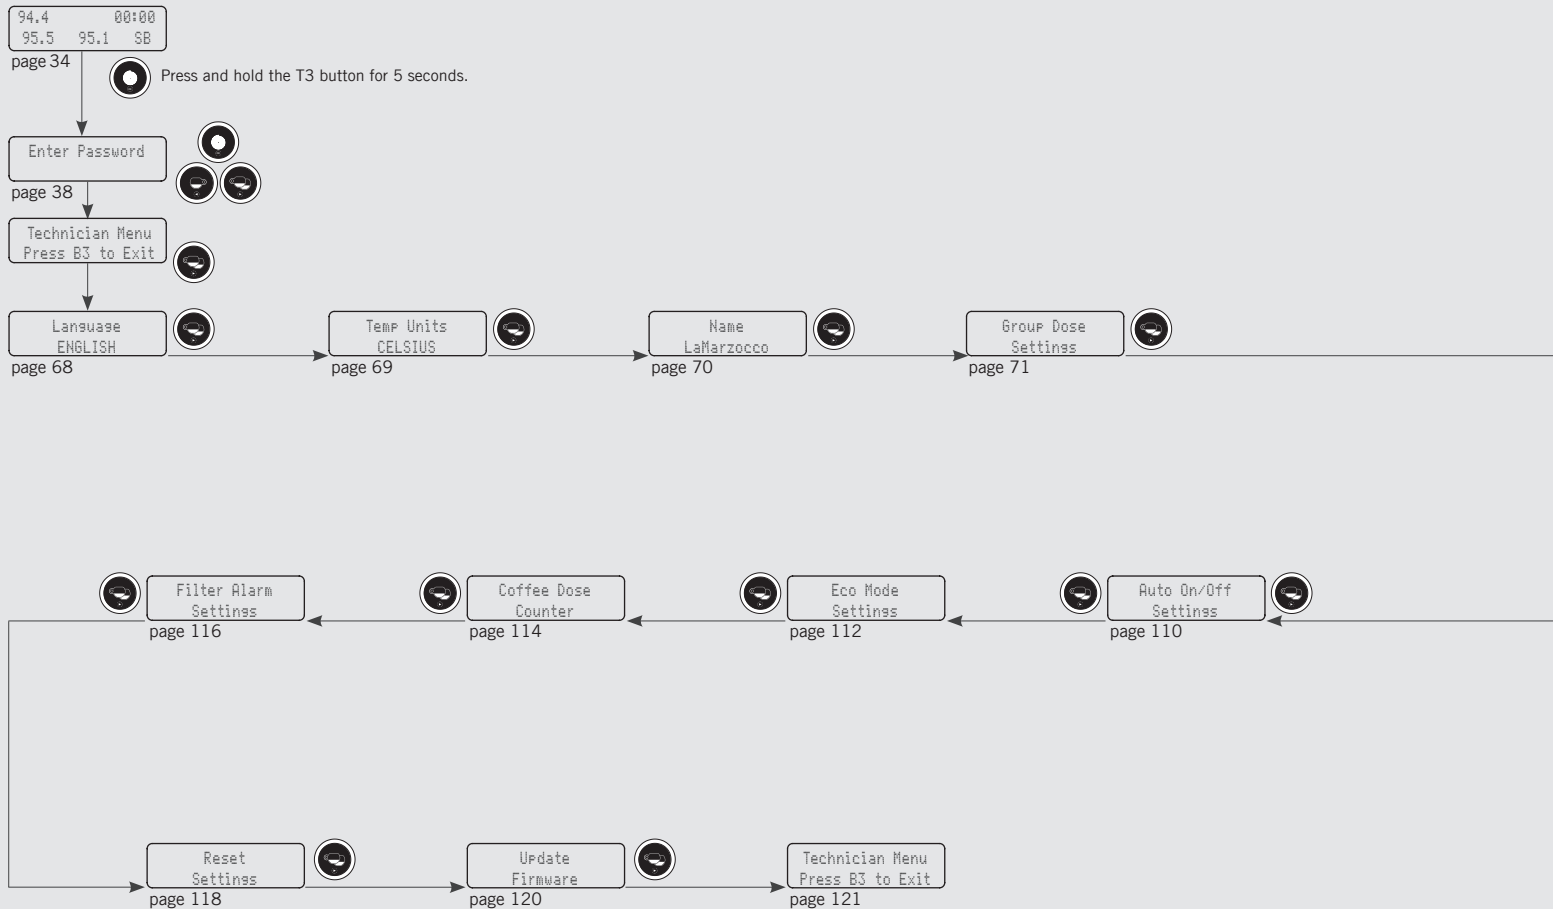 94.4 00:00
95.5 95.1 SB
page 34
Press and hold the T3 button for 5 seconds.
Enter Password
page 38
Technician Menu
Press B3 to Exit
Language
ENGLISH
page 68
Temp Units
CELSIUS
page 69
Name
LaMarzocco
page 70
Group Dose
Settings
page 71
Filter Alarm
Settings
page 116
Coffee Dose
Counter
page 114
Eco Mode
Settings
page 112
Auto On/Off
Settings
page 110
Reset
Settings
page 118
Update
Firmware
page 120
Technician Menu
Press B3 to Exit
page 121